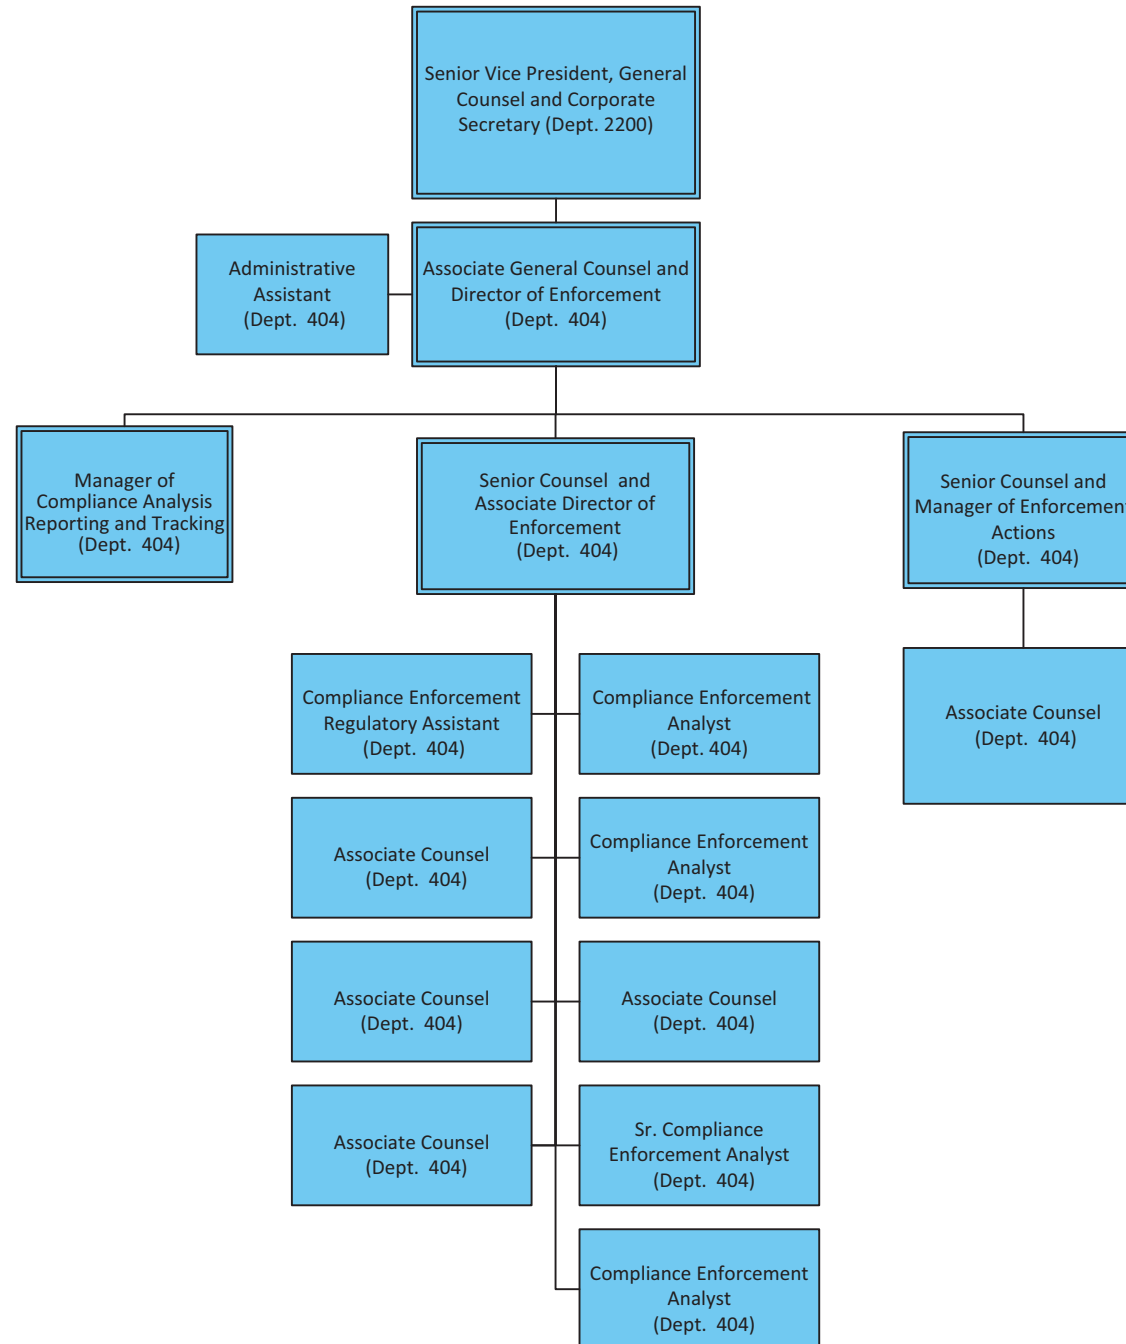 Senior Vice President, General
Counsel and Corporate
Secretary (Dept. 2200)
Administrative
Assistant
(Dept. 404)
Associate General Counsel and
Director of Enforcement
(Dept. 404)
Manager of
Compliance Analysis
Reporting and Tracking
(Dept. 404)
Senior Counsel and
Associate Director of
Enforcement
(Dept. 404)
Senior Counsel and
Manager of Enforcement
Actions
(Dept. 404)
Compliance Enforcement
Regulatory Assistant
(Dept. 404)
Compliance Enforcement
Analyst
(Dept. 404)
Associate Counsel
(Dept. 404)
Associate Counsel
(Dept. 404)
Compliance Enforcement
Analyst
(Dept. 404)
Associate Counsel
(Dept. 404)
Associate Counsel
(Dept. 404)
Associate Counsel
(Dept. 404)
Sr. Compliance
Enforcement Analyst
(Dept. 404)
Compliance Enforcement
Analyst
(Dept. 404)